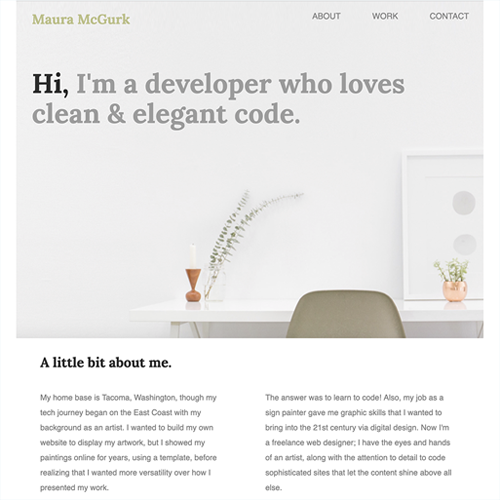 Maura McGurk
ABOUT WORK CONTACT
Hi, I'm a developer who loves
clean & elegant code.
A little bit about me.
My home base is Tacoma, Washington, though my
tech journey began on the East Coast with my
background as an artist. I wanted to build my own
website to display my artwork, but I showed my
paintings online for years, using a template, before
realizing that I wanted more versatility over how I
presented my work.
The answer was to learn to code! Also, my job as a
sign painter gave me graphic skills that I wanted to
bring into the 21st century via digital design. Now I'm
a freelance web designer; I have the eyes and hands
of an artist, along with the attention to detail to code
sophisticated sites that let the content shine above all
else.